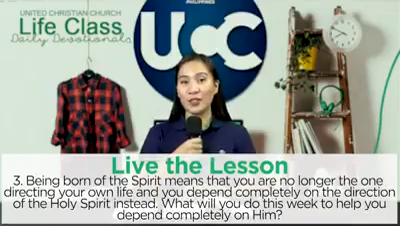 PHILIPPINES
UNITED CHRISTIAN CHURCH
Life Class
Daily Devotionals
UCC
Live the Lesson
3. Being born of the Spirit means that you are no longer the one
directing your own life and you depend completely on the direction
of the Holy Spirit instead. What will you do this week to help you
depend completely on Him?